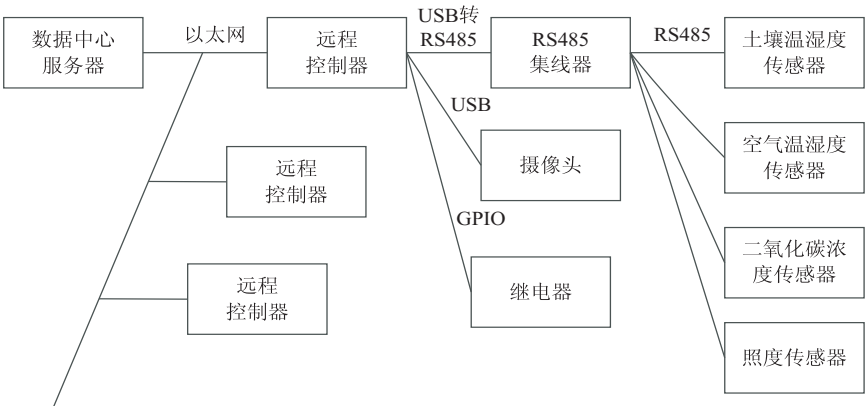 数据中心
服务器
以太网
远程
控制器
USB转
RS485
RS485
集线器
RS485
土壤温湿度
传感器
USB
摄像头
空气温湿度
传感器
远程
控制器
GPIO
二氧化碳浓
度传感器
远程
控制器
继电器
照度传感器